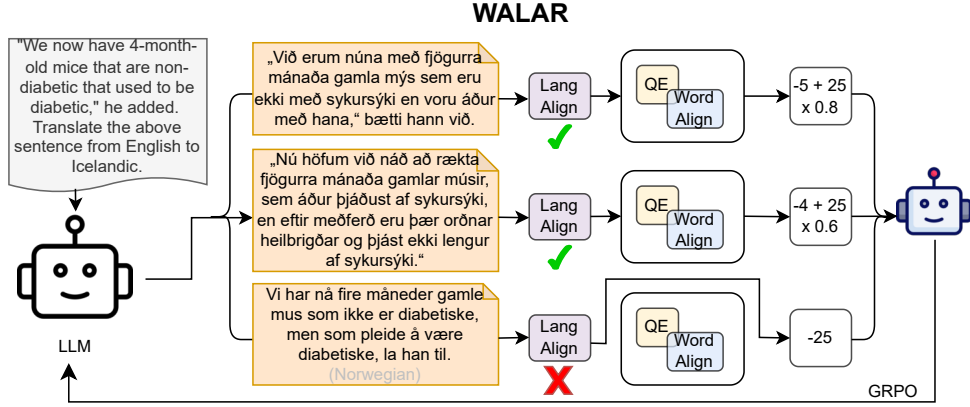 WALAR
"We now have 4-month-
old mice that are non-
diabetic that used to be
diabetic," he added.
Translate the above
sentence from English to
Icelandic.
LLM
„Við erum núna með fjögurra
mánaða gamla mýs sem eru
ekki með sykursýki en voru áður
með hana,“ bætti hann við.
Lang
Align
QE
Word
Align
-5 + 25
x 0.8
„Nú höfum við náð að rækta
fjögurra mánaða gamlar músir,
sem áður þjáðust af sykursýki,
en eftir meðferð eru þær orðnar
heilbrigðar og þjást ekki lengur
af sykursýki.“
Lang
Align
QE
Word
Align
-4 + 25
x 0.6
Vi har nå fire måneder gamle
mus som ikke er diabetiske,
men som pleide å være
diabetiske, la han til.
(Norwegian)
Lang
Align
QE
Word
Align
-25
GRPO